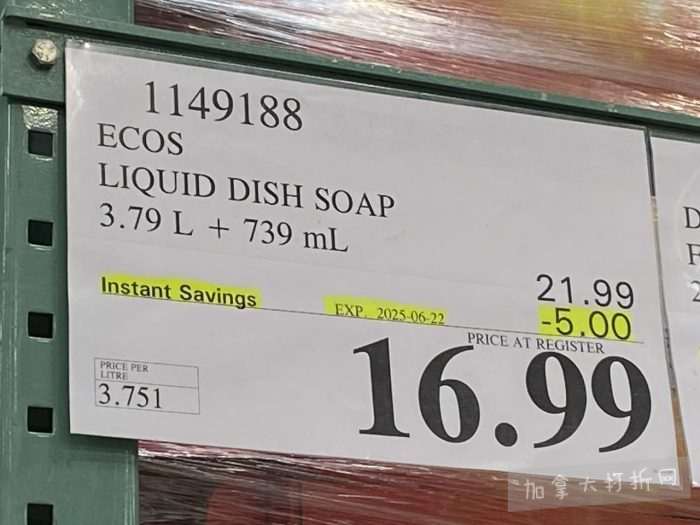 1149188
ECOS
LIQUID DISH SOAP
3.79 L + 739 mL
21.99
Instant Savings EXP. 2025-06-22 -5.00
PRICE AT REGISTER
16.99
PRICE PER
LITRE
3.751
D
F
2
加拿大打折网